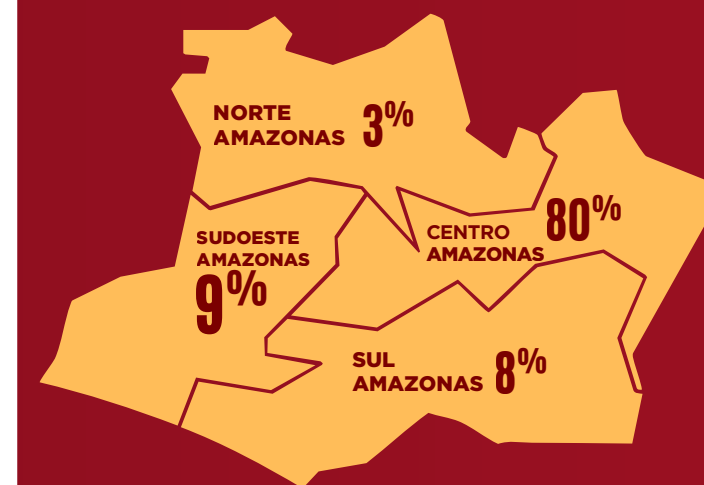 NORTE
AMAZONAS 3%
CENTRO
AMAZONAS 80%
SUDOESTE
AMAZONAS
9%
SUL
AMAZONAS 8%